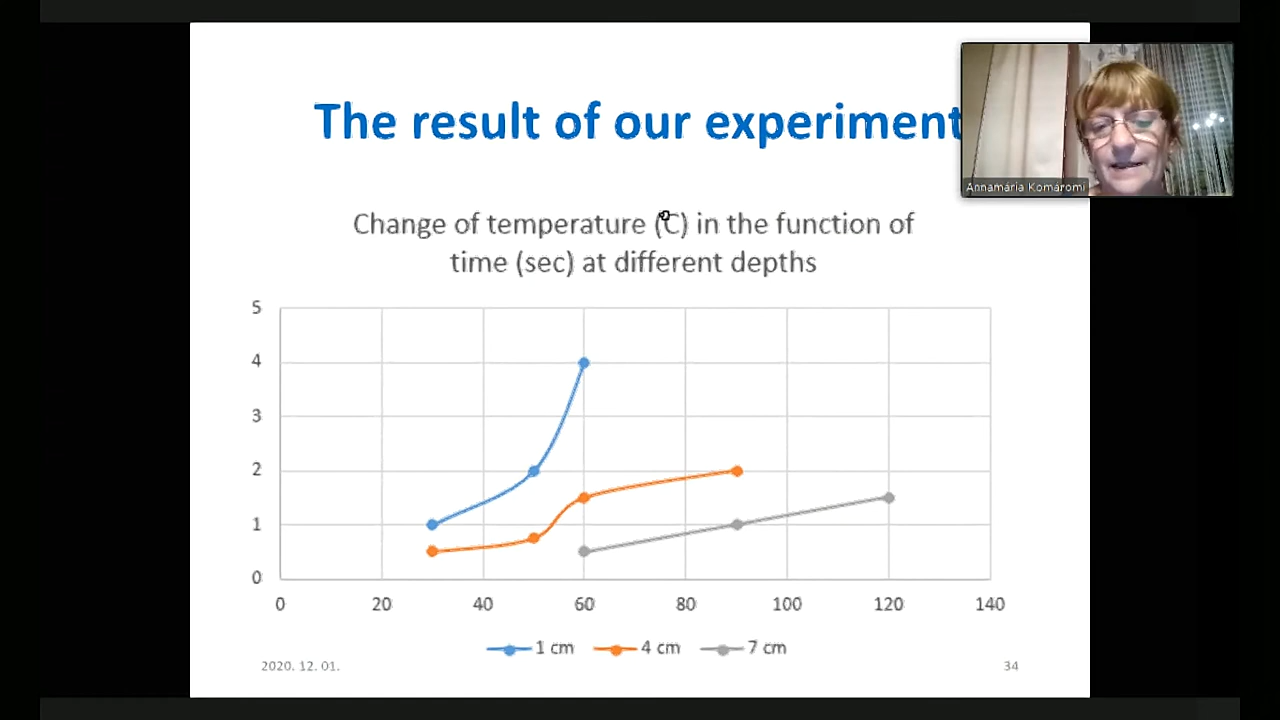 The result of our experiment
Annamária Komáromi
Change of temperature (°C) in the function of
time (sec) at different depths
5
4
3
2
1
0
0 20 40 60 80 100 120 140
1 cm 4 cm 7 cm
2020. 12. 01.
34